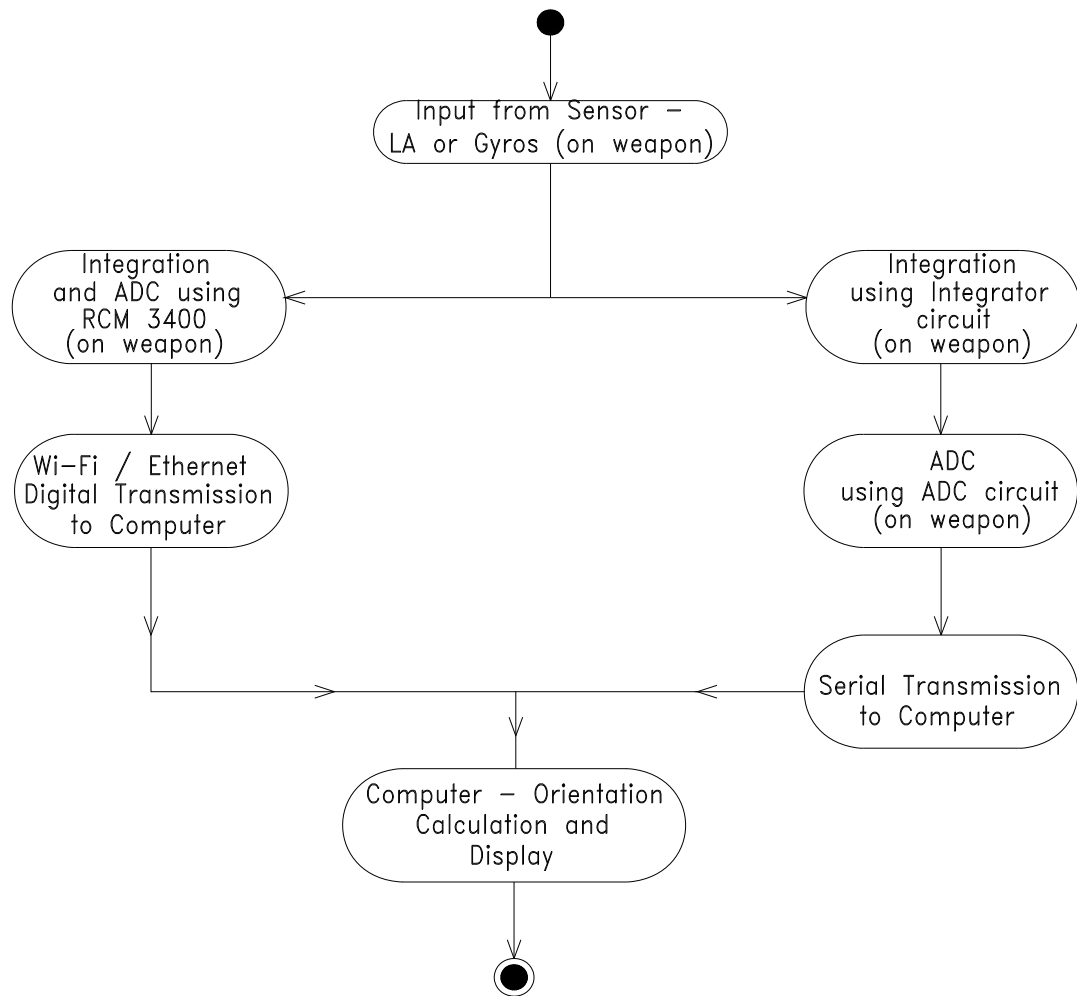 Input from Sensor -
LA or Gyros (on weapon)
Integration
and ADC using
RCM 3400
(on weapon)
Integration
using Integrator
circuit
(on weapon)
Wi-Fi / Ethernet
Digital Transmission
to Computer
ADC
using ADC circuit
(on weapon)
Serial Transmission
to Computer
Computer - Orientation
Calculation and
Display